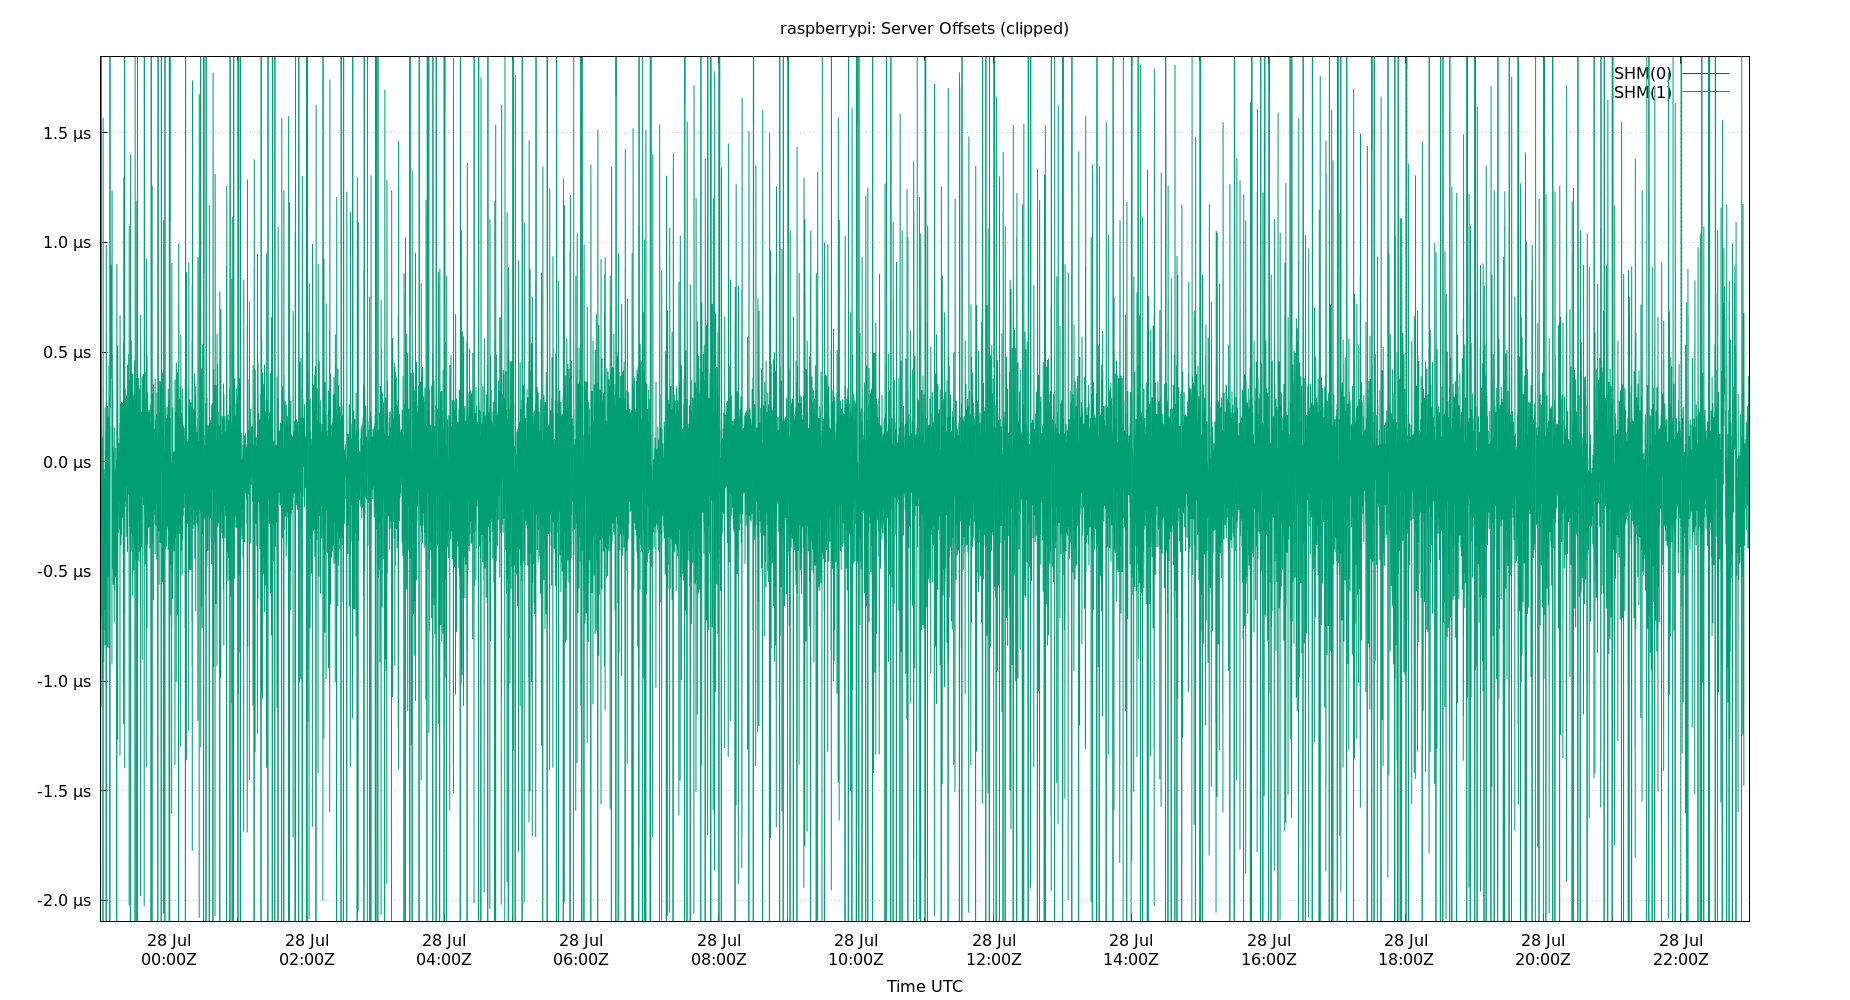 raspberrypi: Server Offsets (clipped)
SHM(0)
SHM(1)
1.5 µs
1.0 µs
0.5 µs
0.0 µs
-0.5 µs
-1.0 µs
-1.5 µs
-2.0 µs
28 Jul 28 Jul 28 Jul 28 Jul 28 Jul 28 Jul 28 Jul 28 Jul 28 Jul 28 Jul 28 Jul 28 Jul
00:00Z 02:00Z 04:00Z 06:00Z 08:00Z 10:00Z 12:00Z 14:00Z 16:00Z 18:00Z 20:00Z 22:00Z
Time UTC